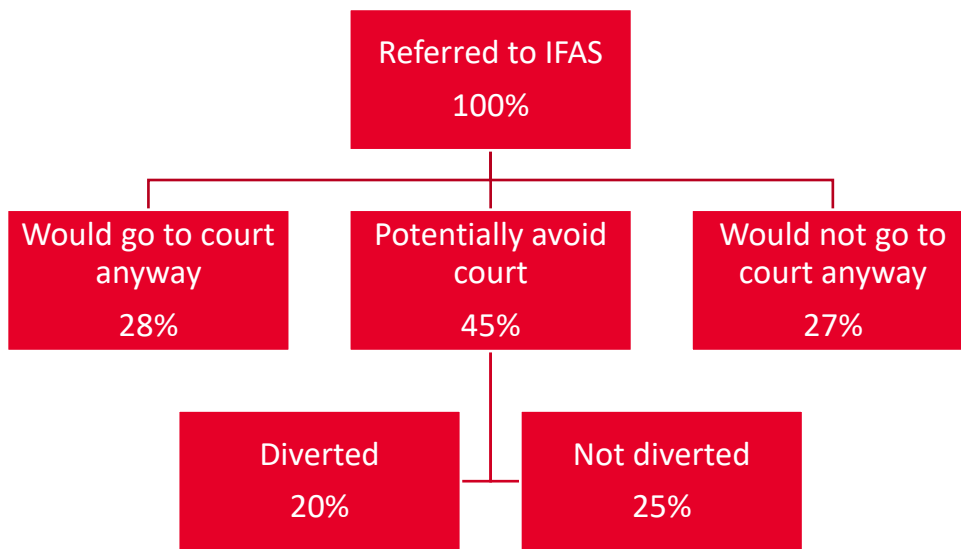 Referred to IFAS
100%
Would go to court
anyway
28%
Potentially avoid
court
45%
Would not go to
court anyway
27%
Diverted
20%
Not diverted
25%